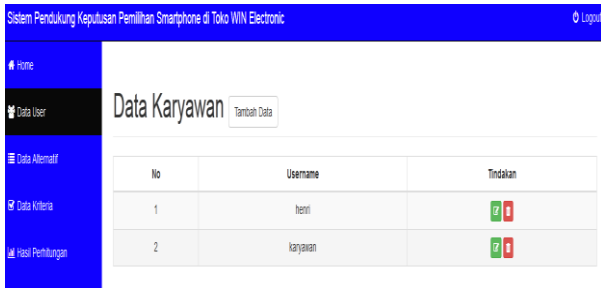 Sistem Pendukung Keputusan Pemilihan Smartphone di Toko WIN Electronic
Logout
Home
Data User
Data Alternatif
Data Kriteria
Hasil Perhitungan
Data Karyawan Tambah Data
No Username Tindakan
1 henri
2 karyawan